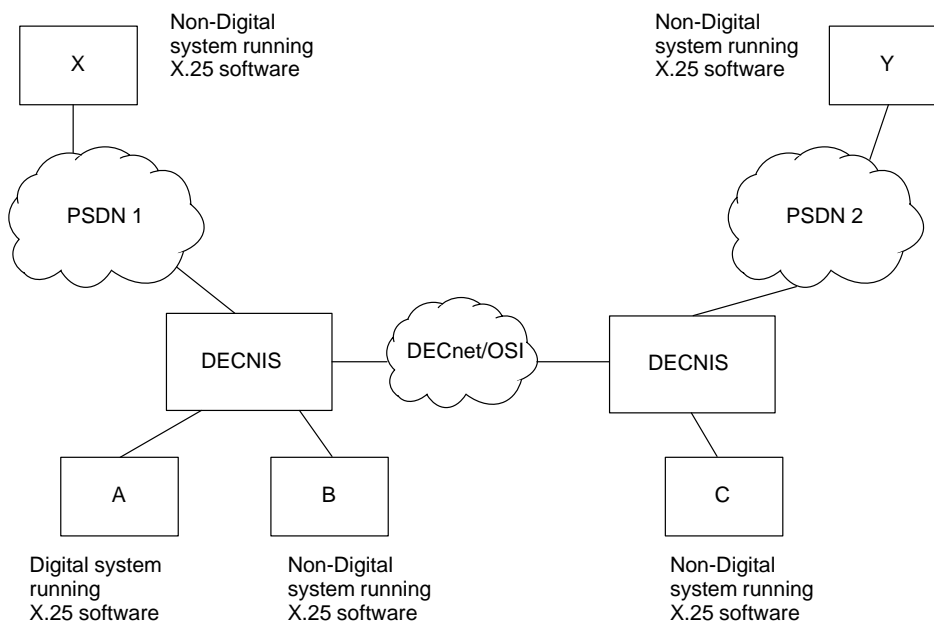 X
Non-Digital
system running
X.25 software
Non-Digital
system running
X.25 software
Y
PSDN 1
PSDN 2
DECNIS
DECnet/OSI
DECNIS
A
B
C
Digital system
running
X.25 software
Non-Digital
system running
X.25 software
Non-Digital
system running
X.25 software